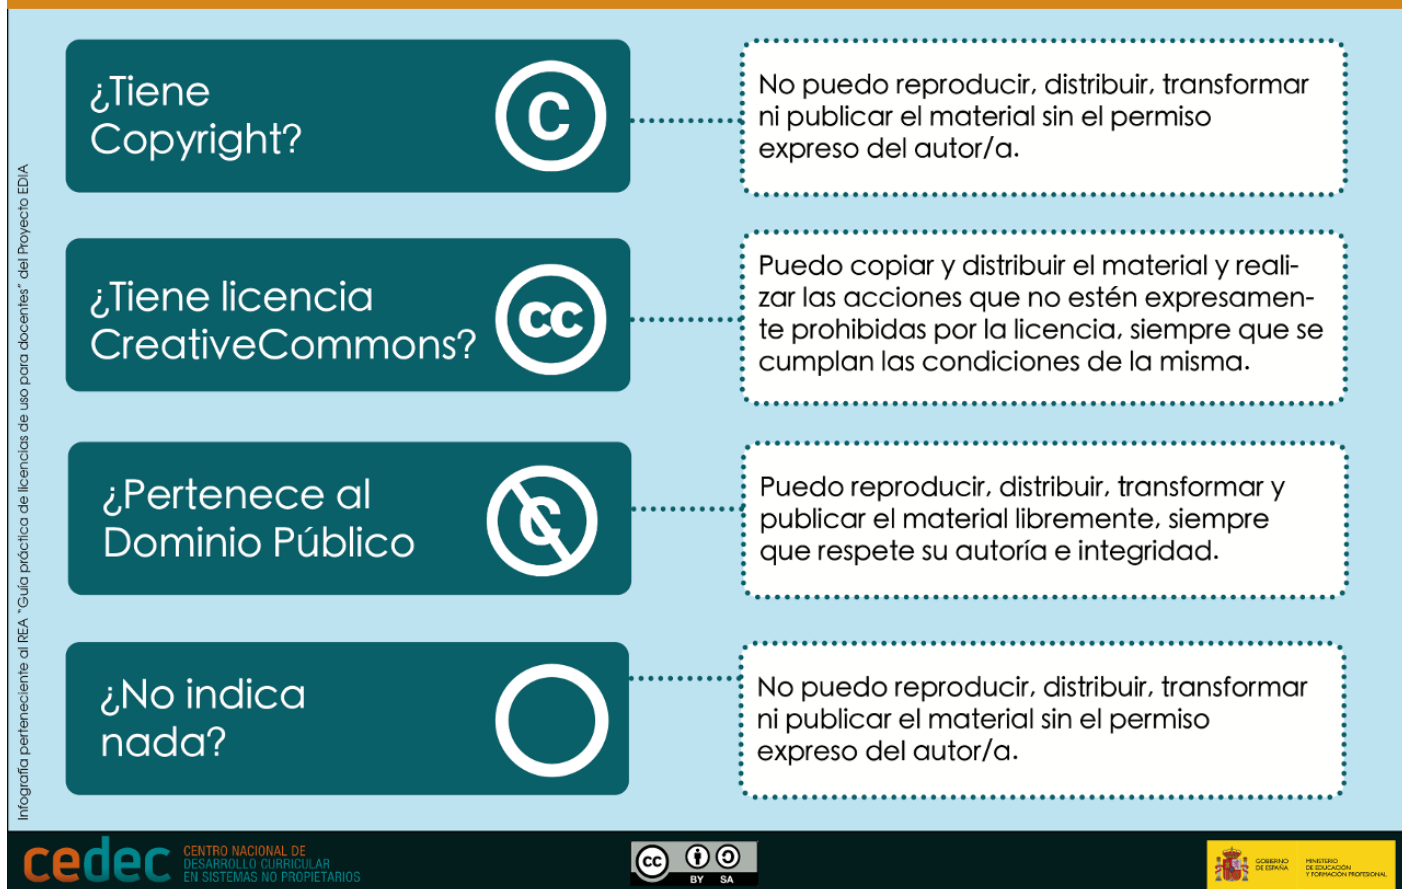 ¿Tiene
Copyright?
C
No puedo reproducir, distribuir, transformar
ni publicar el material sin el permiso
expreso del autor/a.
¿Tiene licencia
CreativeCommons?
cc
Puedo copiar y distribuir el material y reali-
zar las acciones que no estén expresamen-
te prohibidas por la licencia, siempre que se
cumplan las condiciones de la misma.
¿Pertenece al
Dominio Público
C
Puedo reproducir, distribuir, transformar y
publicar el material libremente, siempre
que respete su autoría e integridad.
¿No indica
nada?
No puedo reproducir, distribuir, transformar
ni publicar el material sin el permiso
expreso del autor/a.
Infografía perteneciente al REA "Guía práctica de licencias de uso para docentes" del Proyecto EDIA
cedec
CENTRO NACIONAL DE
DESARROLLO CURRICULAR
EN SISTEMAS NO PROPIETARIOS
cc
BY SA
GOBIERNO
DE ESPAÑA
MINISTERIO
DE EDUCACIÓN
Y FORMACIÓN PROFESIONAL